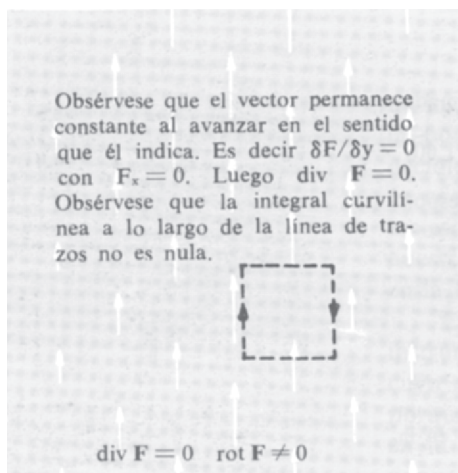 Obsérvese que el vector permanece
constante al avanzar en el sentido
que él indica. Es decir δF/δy = 0
con Fₓ = 0. Luego div F = 0.
Obsérvese que la integral curvilí-
nea a lo largo de la línea de tra-
zos no es nula.
div F = 0 rot F ≠ 0